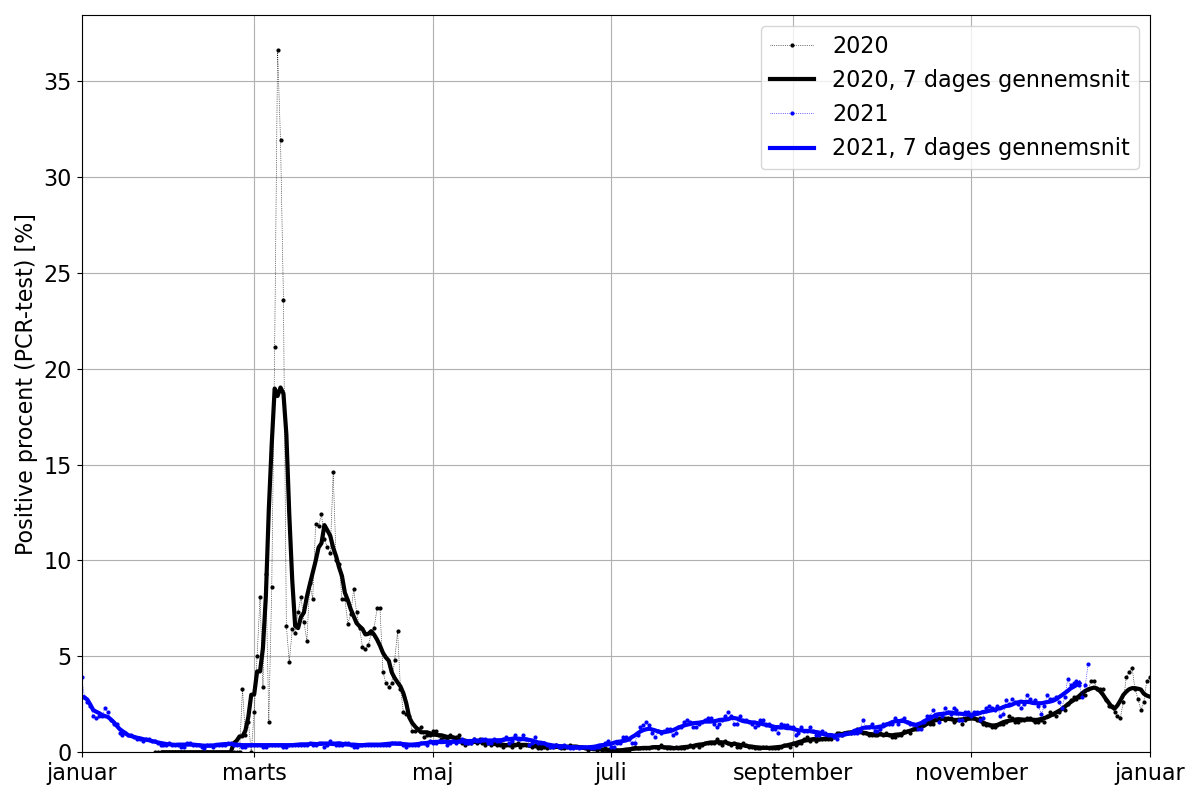 Positive procent (PCR-test) [%]
35
30
25
20
15
10
5
0
2020
2020, 7 dages gennemsnit
2021
2021, 7 dages gennemsnit
januar marts maj juli september november januar